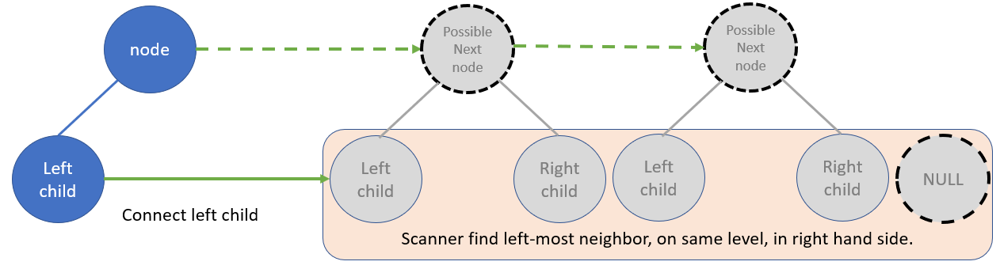 node
Possible
Next
node
Possible
Next
node
Left
child
Left
child
Right
child
Left
child
Right
child
NULL
Connect left child
Scanner find left-most neighbor, on same level, in right hand side.